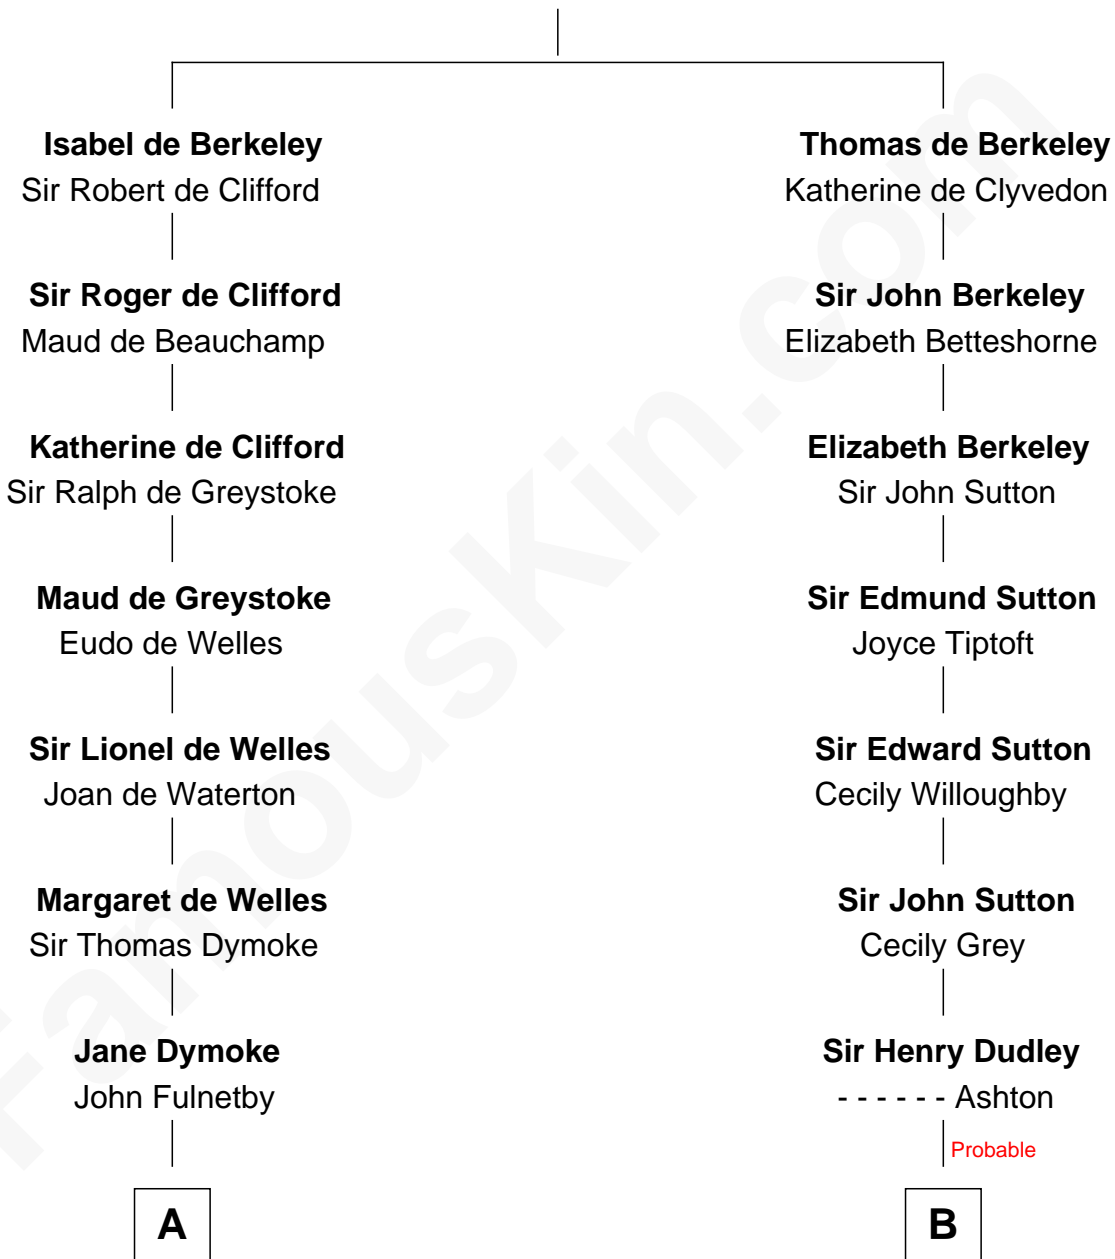 Isabel de Berkeley
Sir Robert de Clifford
Sir Roger de Clifford
Maud de Beauchamp
Katherine de Clifford
Sir Ralph de Greystoke
Maud de Greystoke
Eudo de Welles
Sir Lionel de Welles
Joan de Waterton
Margaret de Welles
Sir Thomas Dymoke
Jane Dymoke
John Fulnetby
A
Thomas de Berkeley
Katherine de Clyvedon
Sir John Berkeley
Elizabeth Betteshorne
Elizabeth Berkeley
Sir John Sutton
Sir Edmund Sutton
Joyce Tiptoft
Sir Edward Sutton
Cecily Willoughby
Sir John Sutton
Cecily Grey
Sir Henry Dudley
- - - - - - Ashton
Probable
B
FamousKin.com